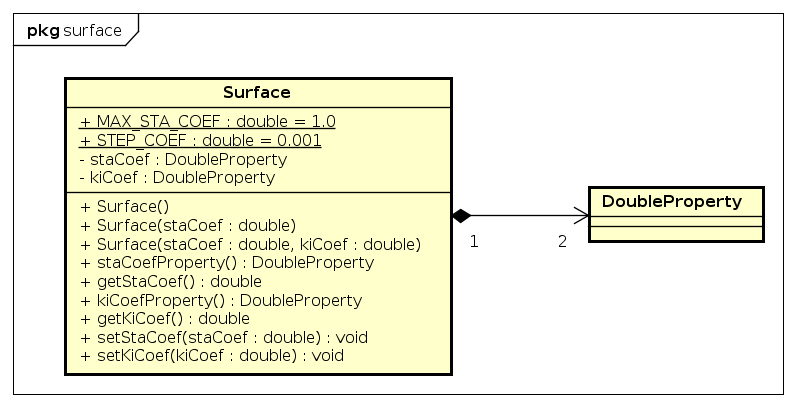 pkg surface
Surface
+ MAX_STA_COEF : double = 1.0
+ STEP_COEF : double = 0.001
- staCoef : DoubleProperty
- kiCoef : DoubleProperty
+ Surface()
+ Surface(staCoef : double)
+ Surface(staCoef : double, kiCoef : double)
+ staCoefProperty() : DoubleProperty
+ getStaCoef() : double
+ kiCoefProperty() : DoubleProperty
+ getKiCoef() : double
+ setStaCoef(staCoef : double) : void
+ setKiCoef(kiCoef : double) : void
1
2
DoubleProperty